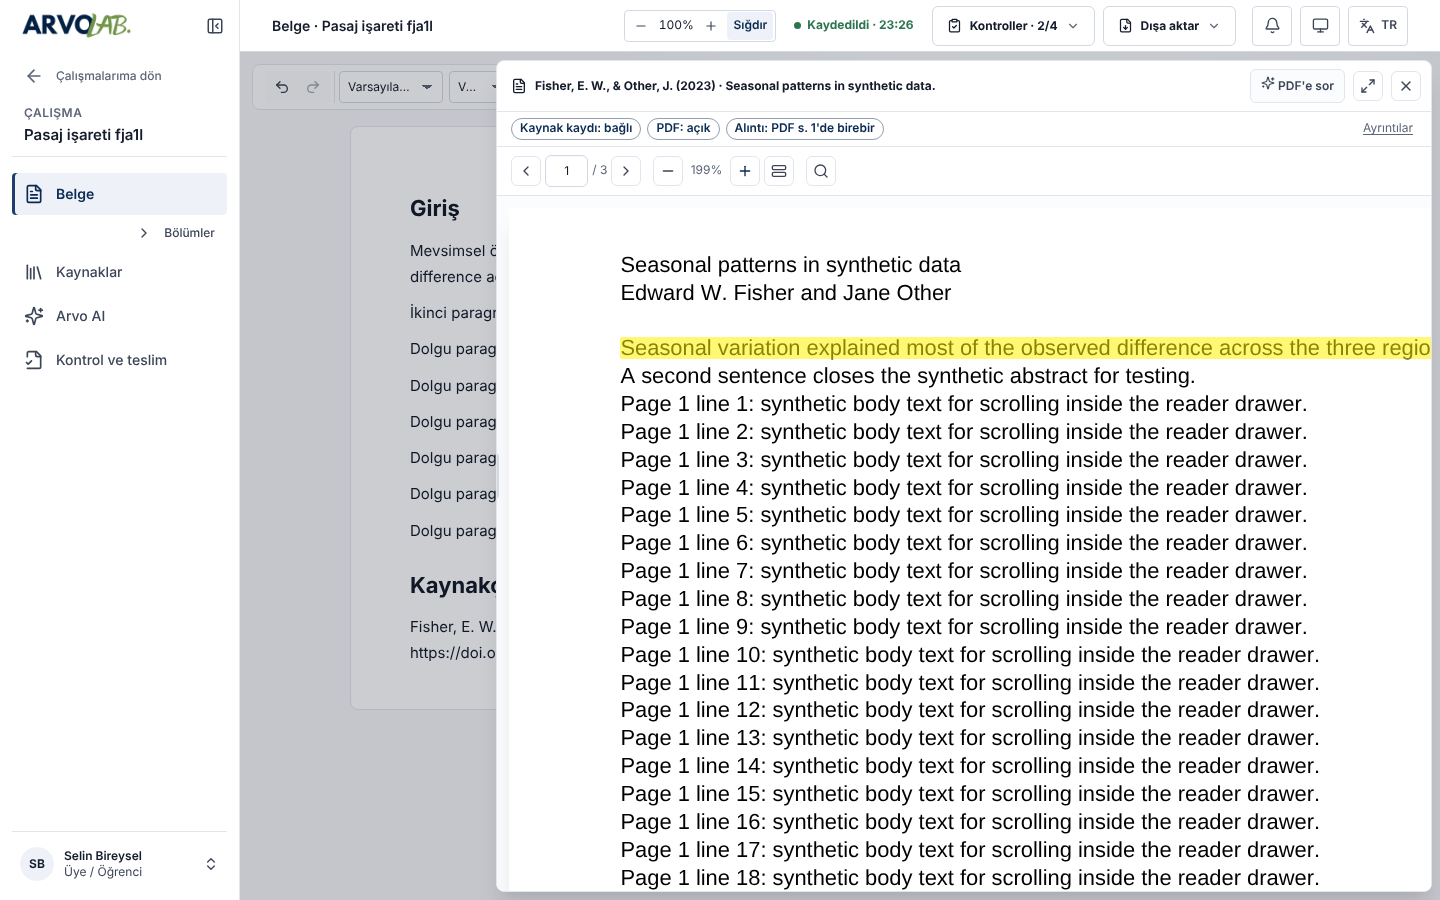 ARVOLAB.
Belge · Pasaj işareti fja1l
100%
Sığdır
Kaydedildi · 23:26
Kontroller · 2/4
Dışa aktar
TR
Çalışmalarıma dön
ÇALIŞMA
Pasaj işareti fja1l
Belge
Bölümler
Kaynaklar
Arvo AI
Kontrol ve teslim
SB
Selin Bireysel
Üye / Öğrenci
Varsayıla...
V...
Giriş
Mevsimsel
difference
İkinci paragr
Dolgu parag
Dolgu parag
Dolgu parag
Dolgu parag
Dolgu parag
Dolgu parag
Kaynak
Fisher, E. W.
https://doi.o
Fisher, E. W., & Other, J. (2023) · Seasonal patterns in synthetic data.
PDF'e sor
Kaynak kaydı: bağlı
PDF: açık
Alıntı: PDF s. 1'de birebir
Ayrıntılar
1 / 3
199%
Seasonal patterns in synthetic data
Edward W. Fisher and Jane Other
Seasonal variation explained most of the observed difference across the three regio
A second sentence closes the synthetic abstract for testing.
Page 1 line 1: synthetic body text for scrolling inside the reader drawer.
Page 1 line 2: synthetic body text for scrolling inside the reader drawer.
Page 1 line 3: synthetic body text for scrolling inside the reader drawer.
Page 1 line 4: synthetic body text for scrolling inside the reader drawer.
Page 1 line 5: synthetic body text for scrolling inside the reader drawer.
Page 1 line 6: synthetic body text for scrolling inside the reader drawer.
Page 1 line 7: synthetic body text for scrolling inside the reader drawer.
Page 1 line 8: synthetic body text for scrolling inside the reader drawer.
Page 1 line 9: synthetic body text for scrolling inside the reader drawer.
Page 1 line 10: synthetic body text for scrolling inside the reader drawer.
Page 1 line 11: synthetic body text for scrolling inside the reader drawer.
Page 1 line 12: synthetic body text for scrolling inside the reader drawer.
Page 1 line 13: synthetic body text for scrolling inside the reader drawer.
Page 1 line 14: synthetic body text for scrolling inside the reader drawer.
Page 1 line 15: synthetic body text for scrolling inside the reader drawer.
Page 1 line 16: synthetic body text for scrolling inside the reader drawer.
Page 1 line 17: synthetic body text for scrolling inside the reader drawer.
Page 1 line 18: synthetic body text for scrolling inside the reader drawer.